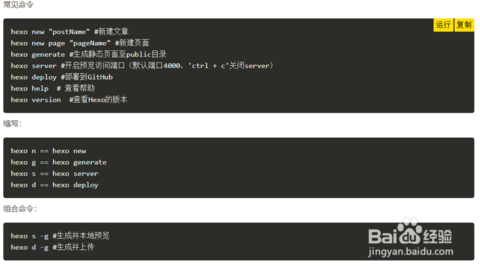 常见命令
运行 复制
hexo new "postName" #新建文章
hexo new page "pageName" #新建页面
hexo generate #生成静态页面至public目录
hexo server #开启预览访问端口（默认端口4000，'ctrl + c'关闭server）
hexo deploy #部署到GitHub
hexo help  # 查看帮助
hexo version  #查看Hexo的版本
缩写：
hexo n == hexo new
hexo g == hexo generate
hexo s == hexo server
hexo d == hexo deploy
组合命令：
hexo s -g #生成并本地预览
hexo d -g #生成并上传
Baidu 经验
jingyan.baidu.com